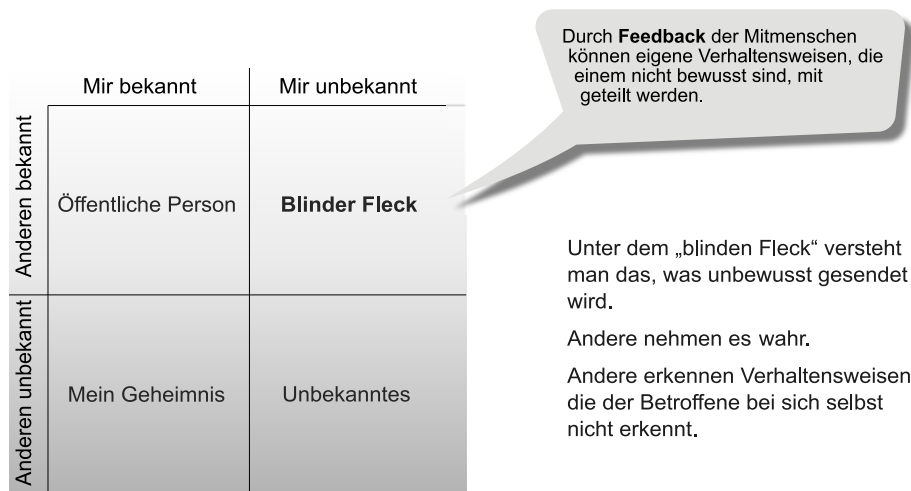 Durch Feedback der Mitmenschen
können eigene Verhaltensweisen, die
einem nicht bewusst sind, mit
geteilt werden.
Mir bekannt
Mir unbekannt
Anderen bekannt
Öffentliche Person
Blinder Fleck
Anderen unbekannt
Mein Geheimnis
Unbekanntes
Unter dem „blinden Fleck“ versteht
man das, was unbewusst gesendet
wird.
Andere nehmen es wahr.
Andere erkennen Verhaltensweisen
die der Betroffene bei sich selbst
nicht erkennt.